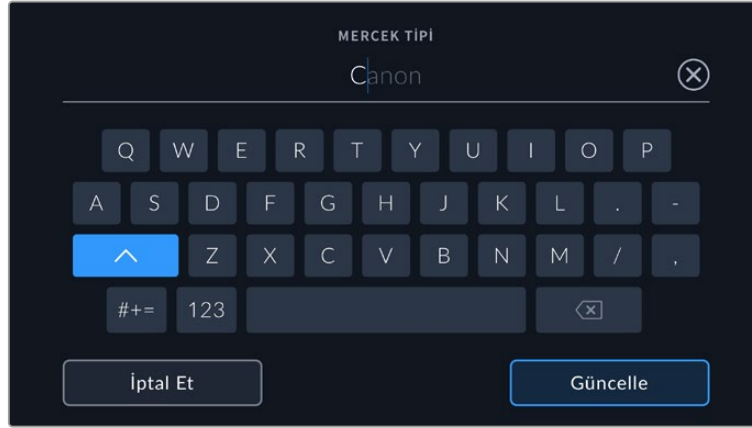 MERCEK TİPİ
Canon
Q W E R T Y U I O P
A S D F G H J K L . -
Z X C V B N M / ,
#+= 123
İptal Et Güncelle